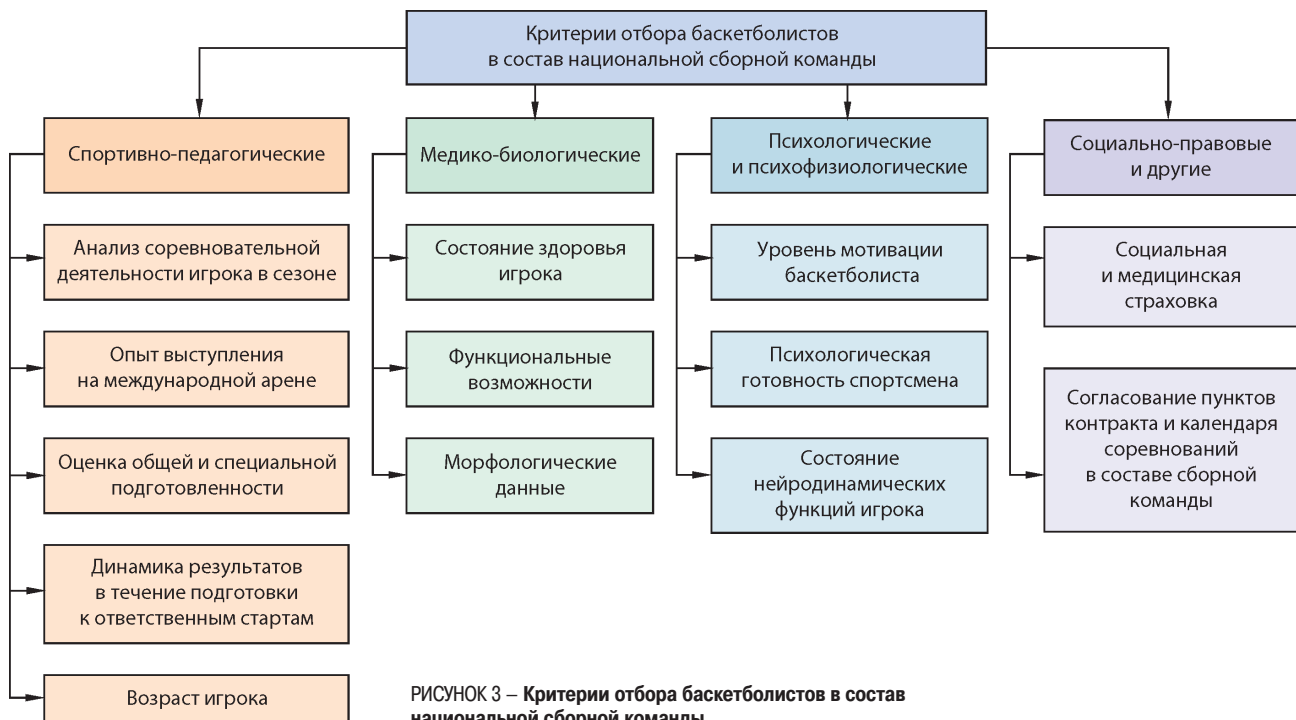 Критерии отбора баскетболистов
в состав национальной сборной команды
Спортивно-педагогические
Анализ соревновательной
деятельности игрока в сезоне
Опыт выступления
на международной арене
Оценка общей и специальной
подготовленности
Динамика результатов
в течение подготовки
к ответственным стартам
Возраст игрока
Медико-биологические
Состояние здоровья
игрока
Функциональные
возможности
Морфологические
данные
Психологические
и психофизиологические
Уровень мотивации
баскетболиста
Психологическая
готовность спортсмена
Состояние
нейродинамических
функций игрока
Социально-правовые
и другие
Социальная
и медицинская
страховка
Согласование пунктов
контракта и календаря
соревнований
в составе сборной
команды
РИСУНОК 3 – Критерии отбора баскетболистов в состав
национальной сборной команды